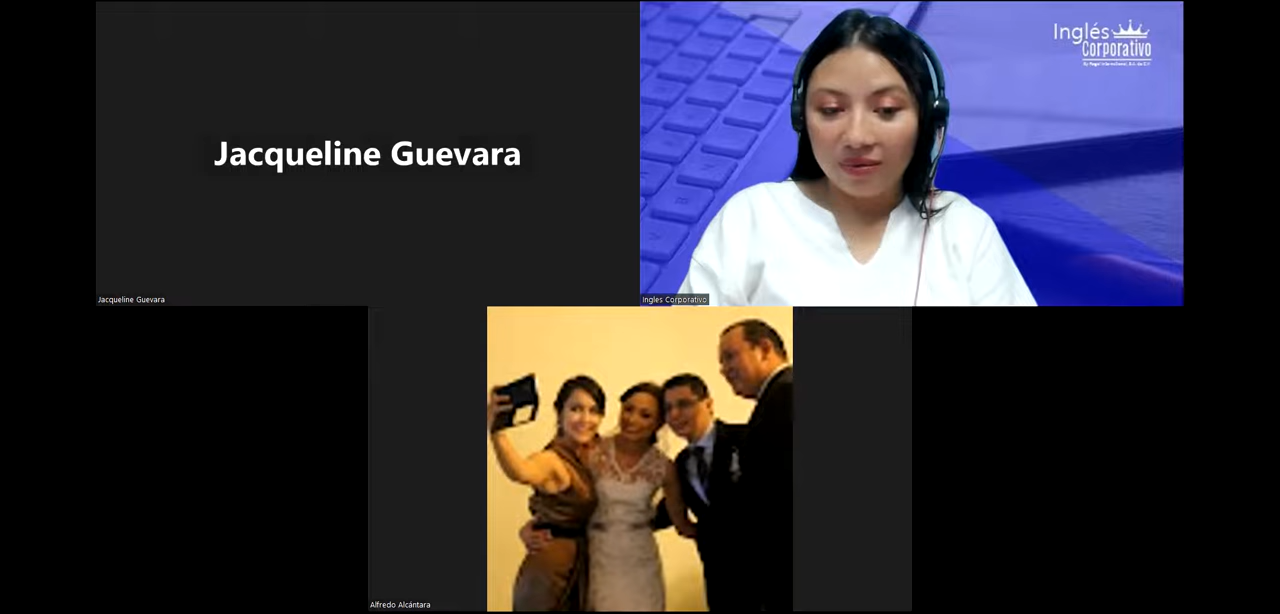 Jacqueline Guevara
Inglés
Corporativo
Jacqueline Guevara
Ingles Corporativo
Alfredo Alcántara